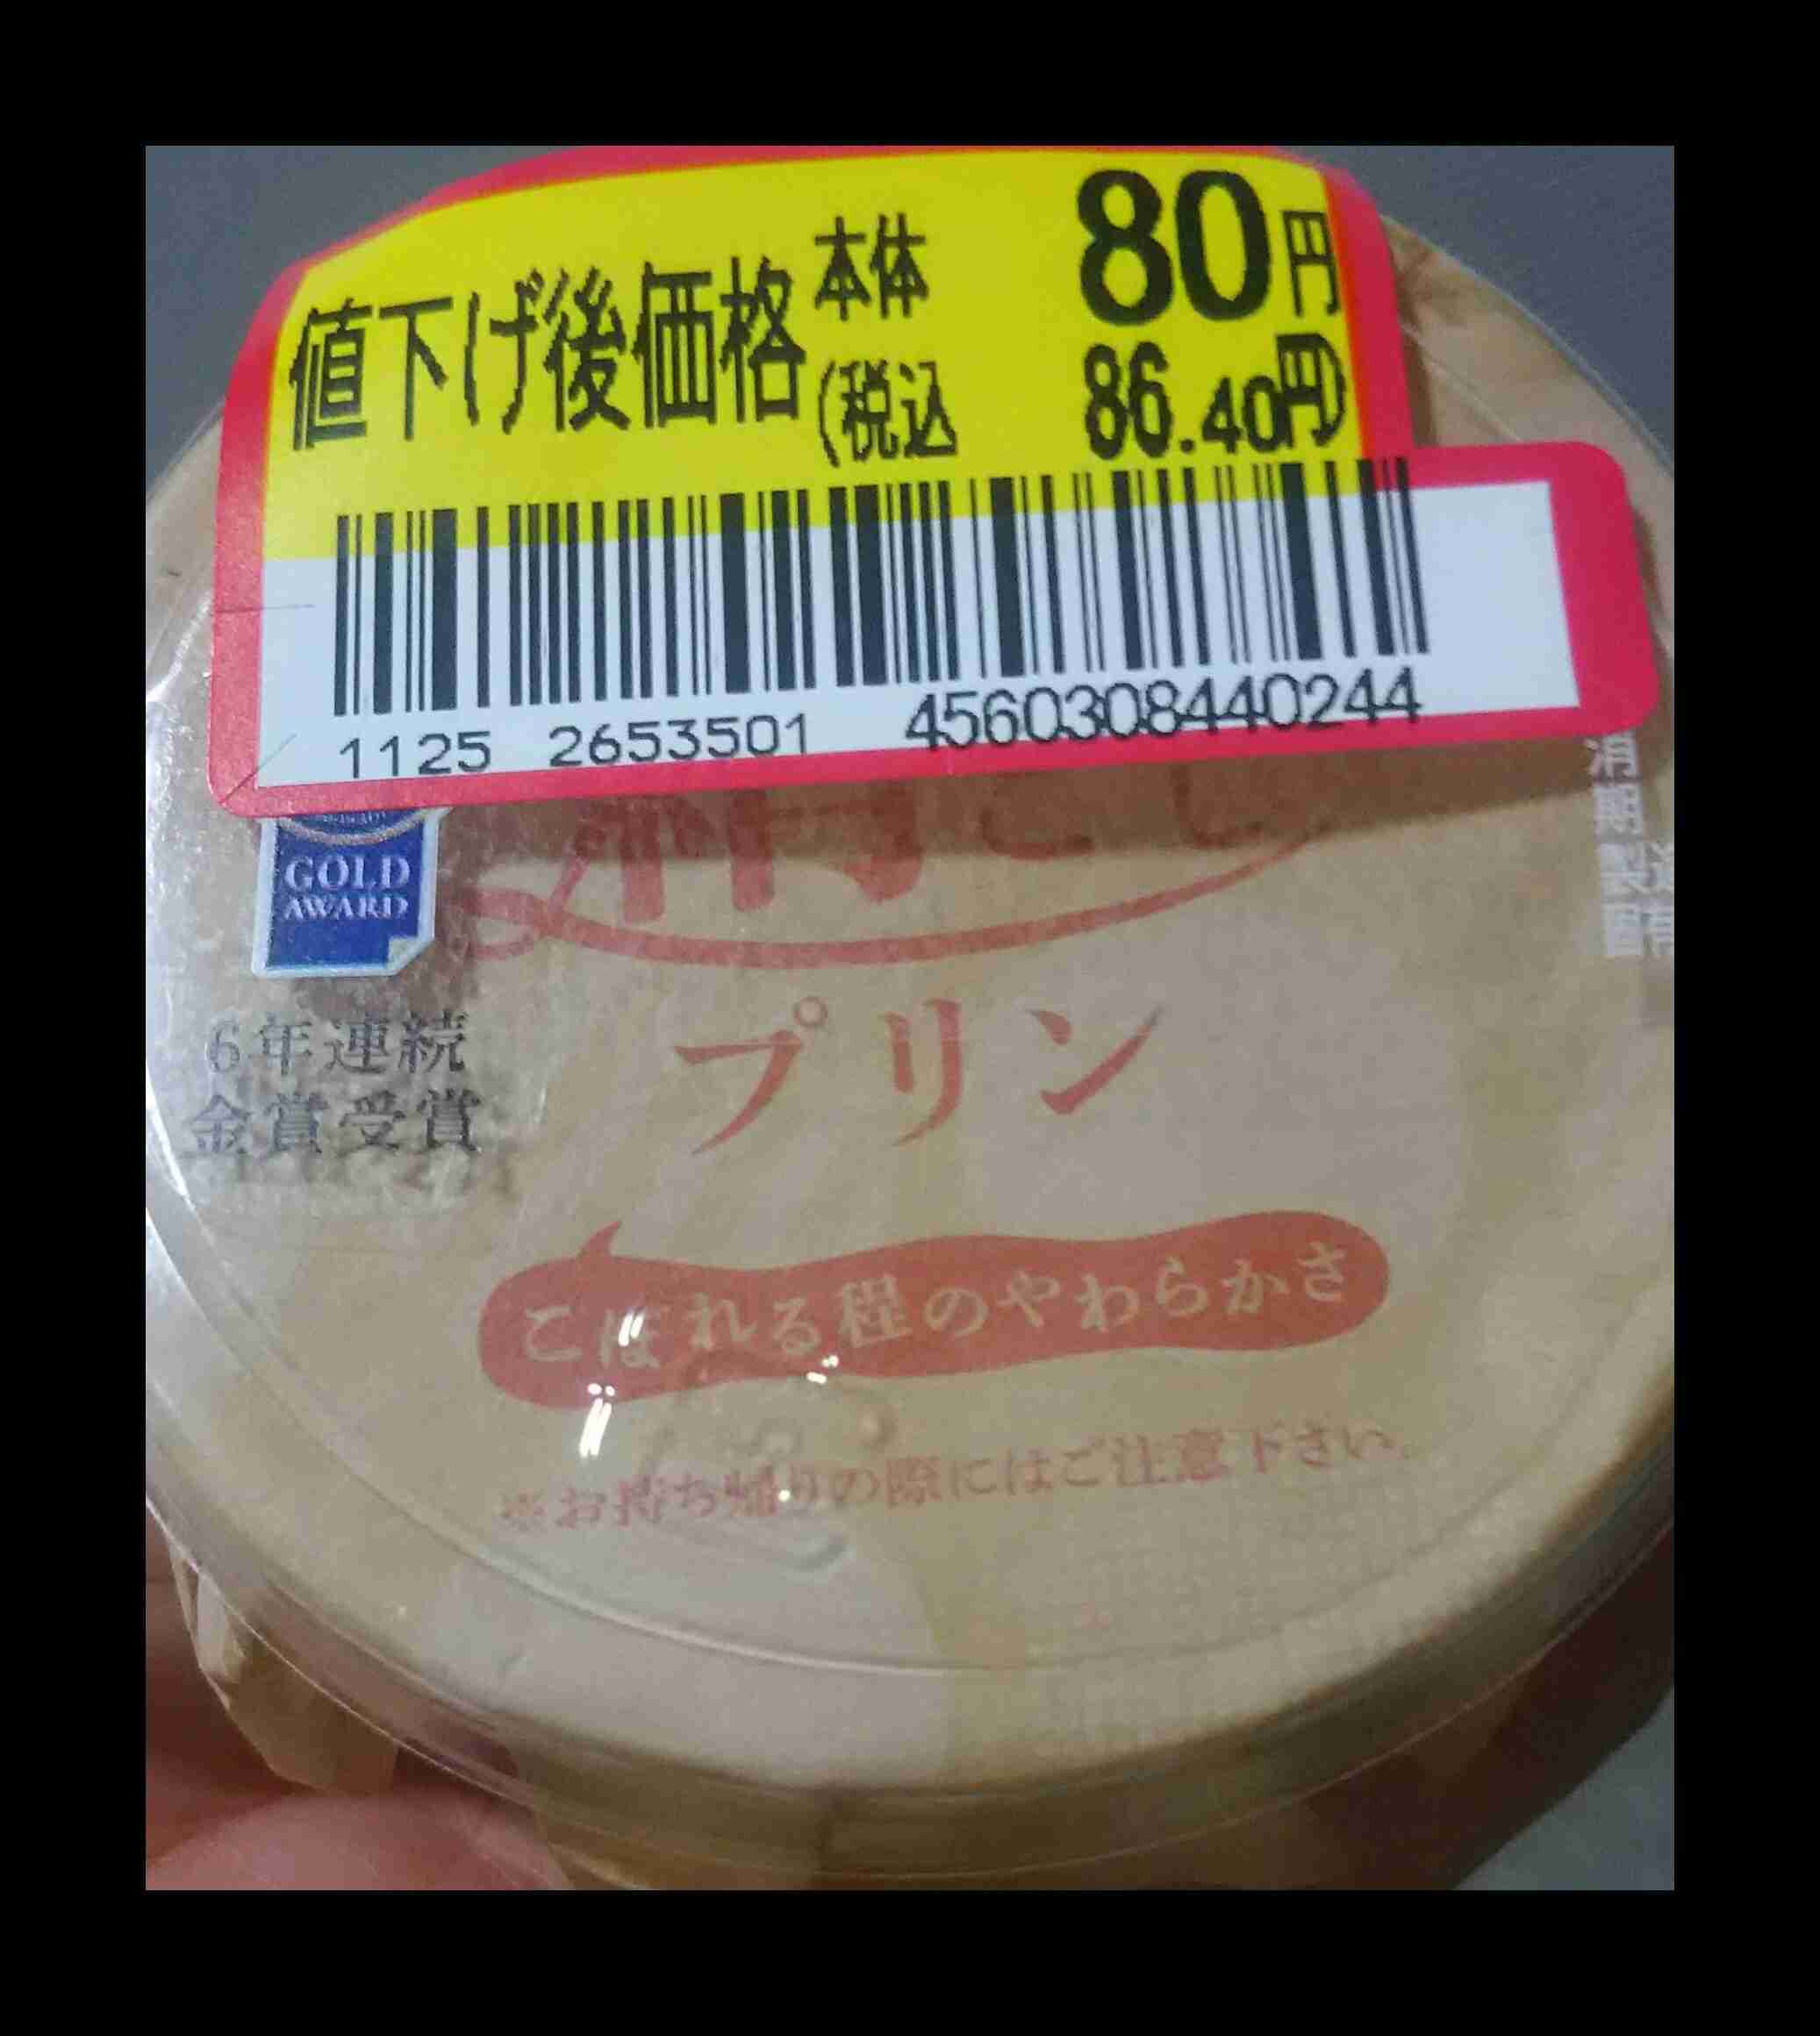 値下げ後価格 本体 80円
(税込 86.40円)
1125 2653501 4560308440244
GOLD
AWARD
プリン
6年連続
金賞受賞
こぼれる程のやわらかさ
※お持ち帰りの際にはご注意下さい。